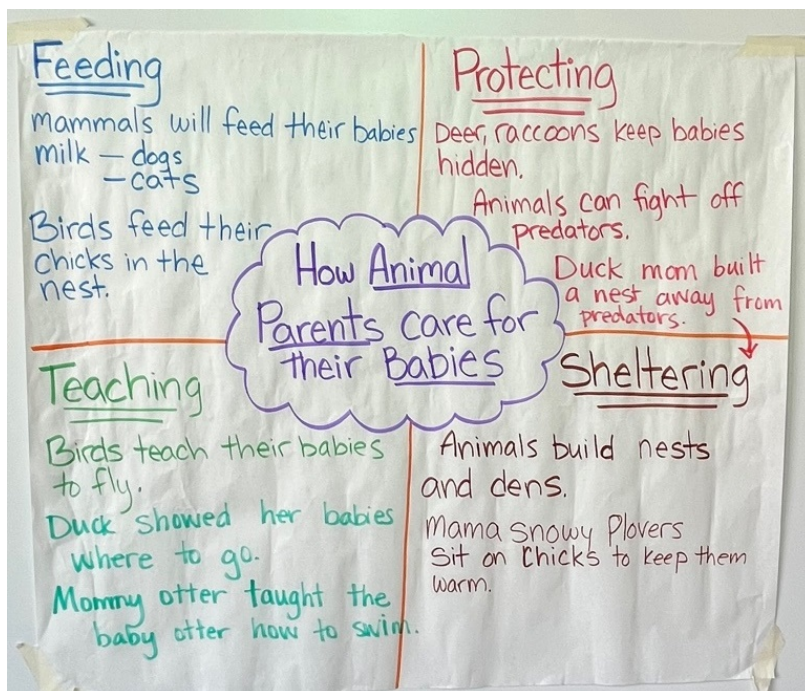 Feeding
mammals will feed their babies
milk – dogs
– cats
Birds feed their
chicks in the
nest.
Protecting
Deer, raccoons keep babies
hidden.
Animals can fight off
predators.
Duck mom built
a nest away from
predators.
How Animal
Parents care for
their Babies
Teaching
Birds teach their babies
to fly.
Duck showed her babies
where to go.
Mommy otter taught the
baby otter how to swim.
Sheltering
Animals build nests
and dens.
Mama Snowy Plovers
Sit on Chicks to keep them
warm.